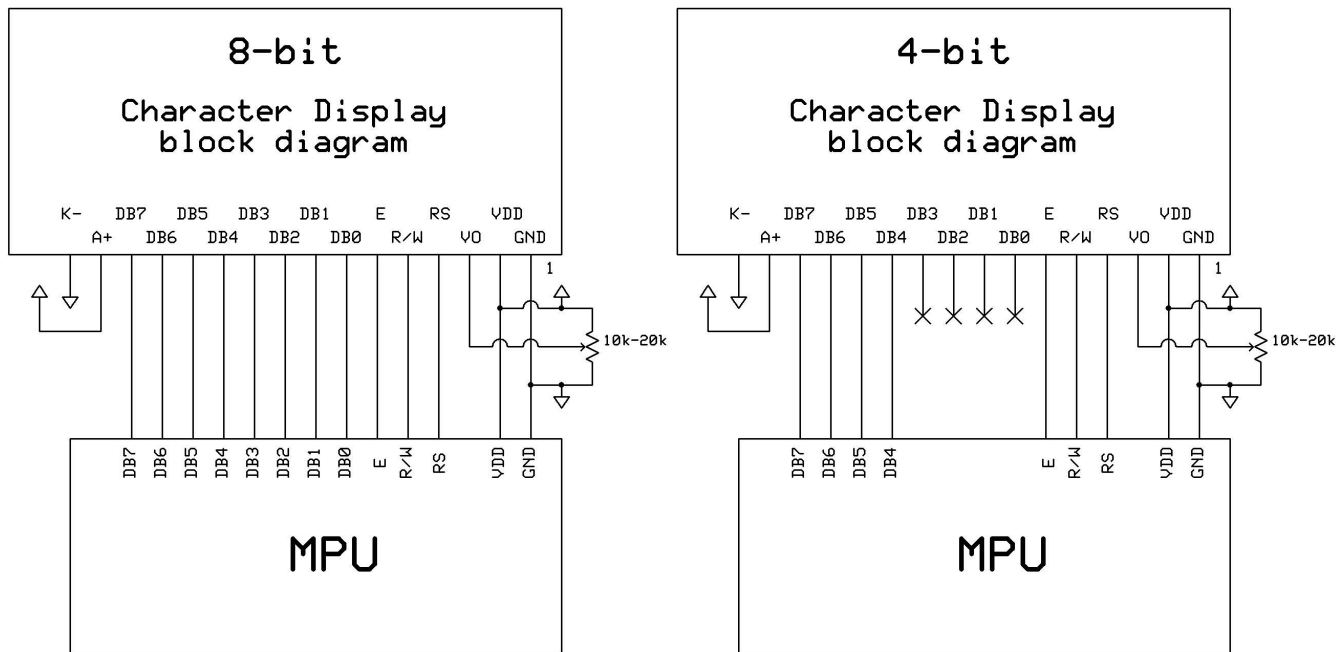 8-bit
Character Display
block diagram
K- DB7 DB5 DB3 DB1 E RS VDD
A+ DB6 DB4 DB2 DB0 R/W VO GND
1
10k-20k
DB7 DB6 DB5 DB4 DB3 DB2 DB1 DB0 E R/W RS VDD GND
MPU
4-bit
Character Display
block diagram
K- DB7 DB5 DB3 DB1 E RS VDD
A+ DB6 DB4 DB2 DB0 R/W VO GND
1
10k-20k
DB7 DB6 DB5 DB4 E R/W RS VDD GND
MPU